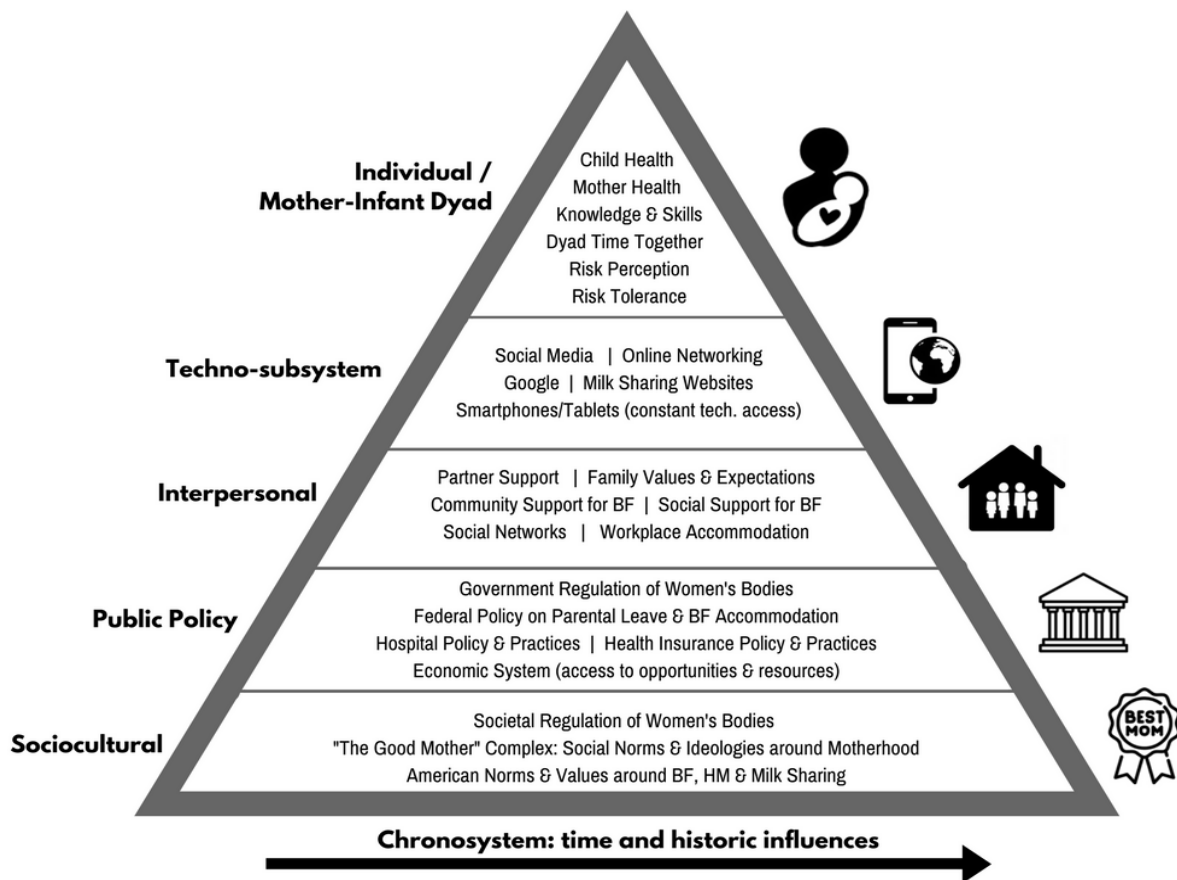 Individual /
Mother-Infant Dyad
Child Health
Mother Health
Knowledge & Skills
Dyad Time Together
Risk Perception
Risk Tolerance
Techno-subsystem
Social Media | Online Networking
Google | Milk Sharing Websites
Smartphones/Tablets (constant tech. access)
Interpersonal
Partner Support | Family Values & Expectations
Community Support for BF | Social Support for BF
Social Networks | Workplace Accommodation
Public Policy
Government Regulation of Women's Bodies
Federal Policy on Parental Leave & BF Accommodation
Hospital Policy & Practices | Health Insurance Policy & Practices
Economic System (access to opportunities & resources)
Sociocultural
Societal Regulation of Women's Bodies
"The Good Mother" Complex: Social Norms & Ideologies around Motherhood
American Norms & Values around BF, HM & Milk Sharing
BEST
MOM
Chronosystem: time and historic influences